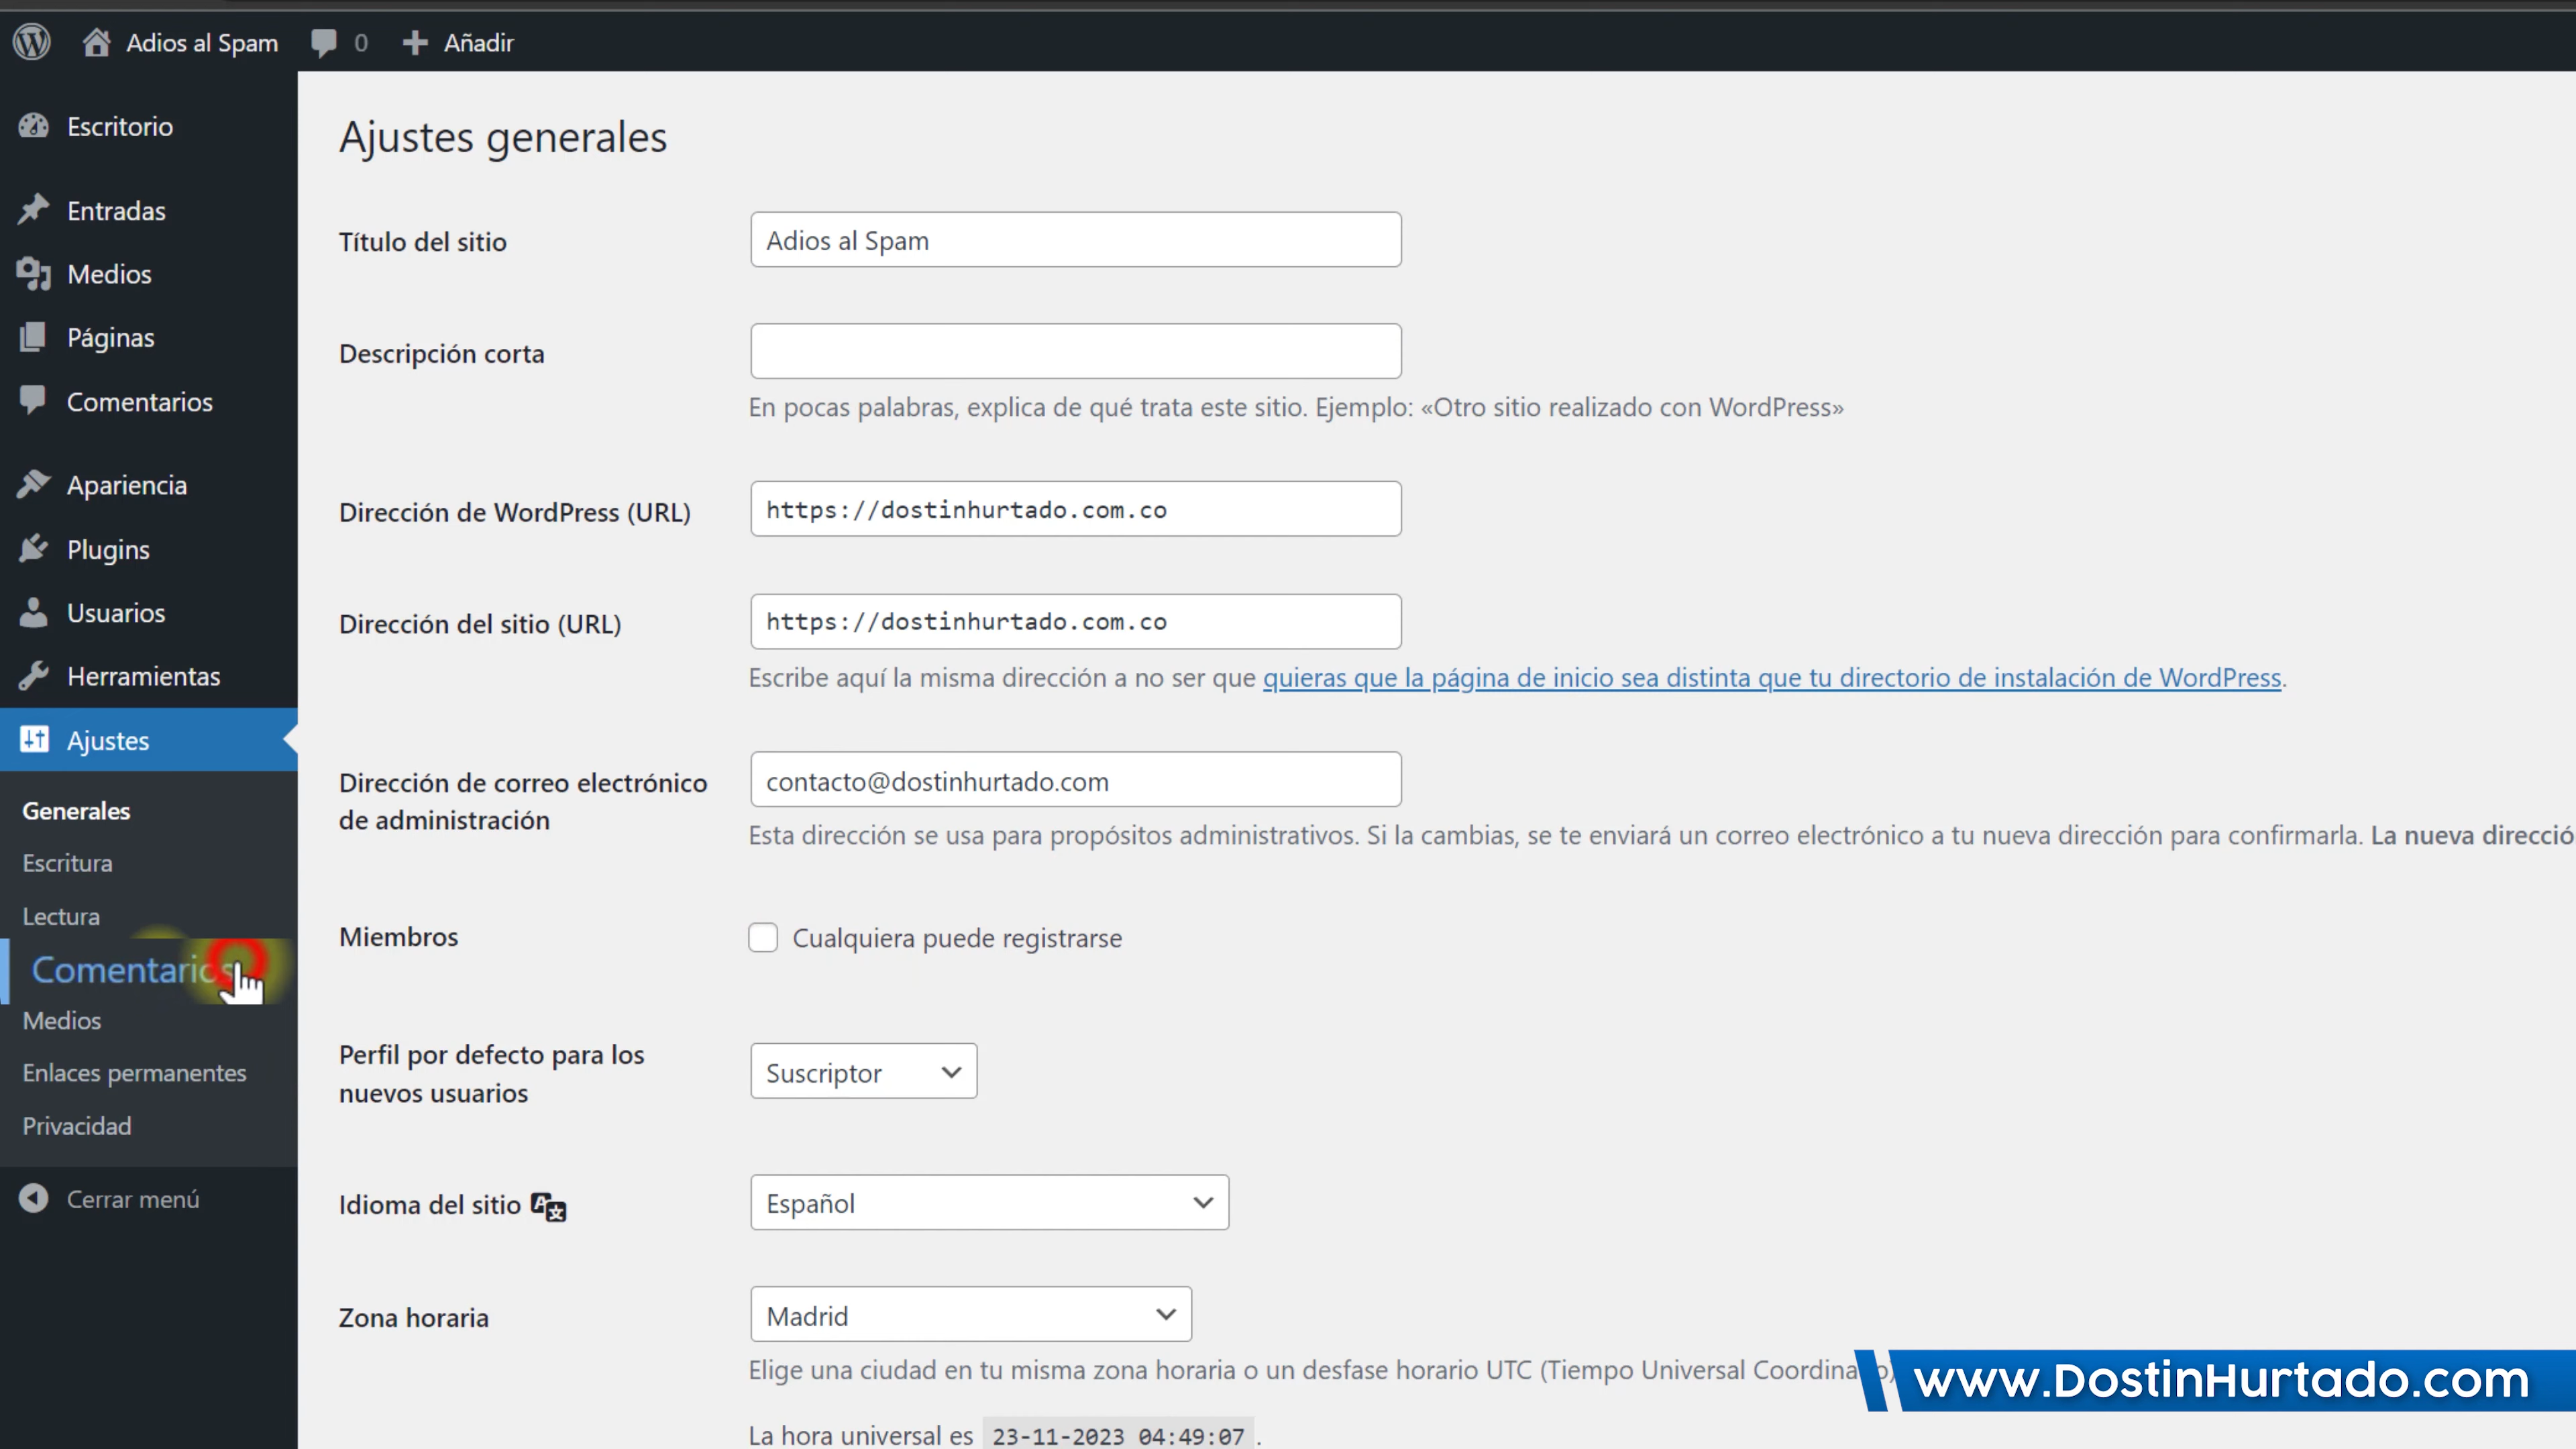 Adios al Spam 0 Añadir
Escritorio
Entradas
Medios
Páginas
Comentarios
Apariencia
Plugins
Usuarios
Herramientas
Ajustes
Generales
Escritura
Lectura
Comentarios
Medios
Enlaces permanentes
Privacidad
Cerrar menú
Ajustes generales
Título del sitio
Adios al Spam
Descripción corta
En pocas palabras, explica de qué trata este sitio. Ejemplo: «Otro sitio realizado con WordPress»
Dirección de WordPress (URL)
https://dostinhurtado.com.co
Dirección del sitio (URL)
https://dostinhurtado.com.co
Escribe aquí la misma dirección a no ser que quieras que la página de inicio sea distinta que tu directorio de instalación de WordPress.
Dirección de correo electrónico
de administración
contacto@dostinhurtado.com
Esta dirección se usa para propósitos administrativos. Si la cambias, se te enviará un correo electrónico a tu nueva dirección para confirmarla. La nueva direcció
Miembros
Cualquiera puede registrarse
Perfil por defecto para los
nuevos usuarios
Suscriptor
Idioma del sitio
Español
Zona horaria
Madrid
Elige una ciudad en tu misma zona horaria o un desfase horario UTC (Tiempo Universal Coordinado)
La hora universal es 23-11-2023 04:49:07 .
www.DostinHurtado.com